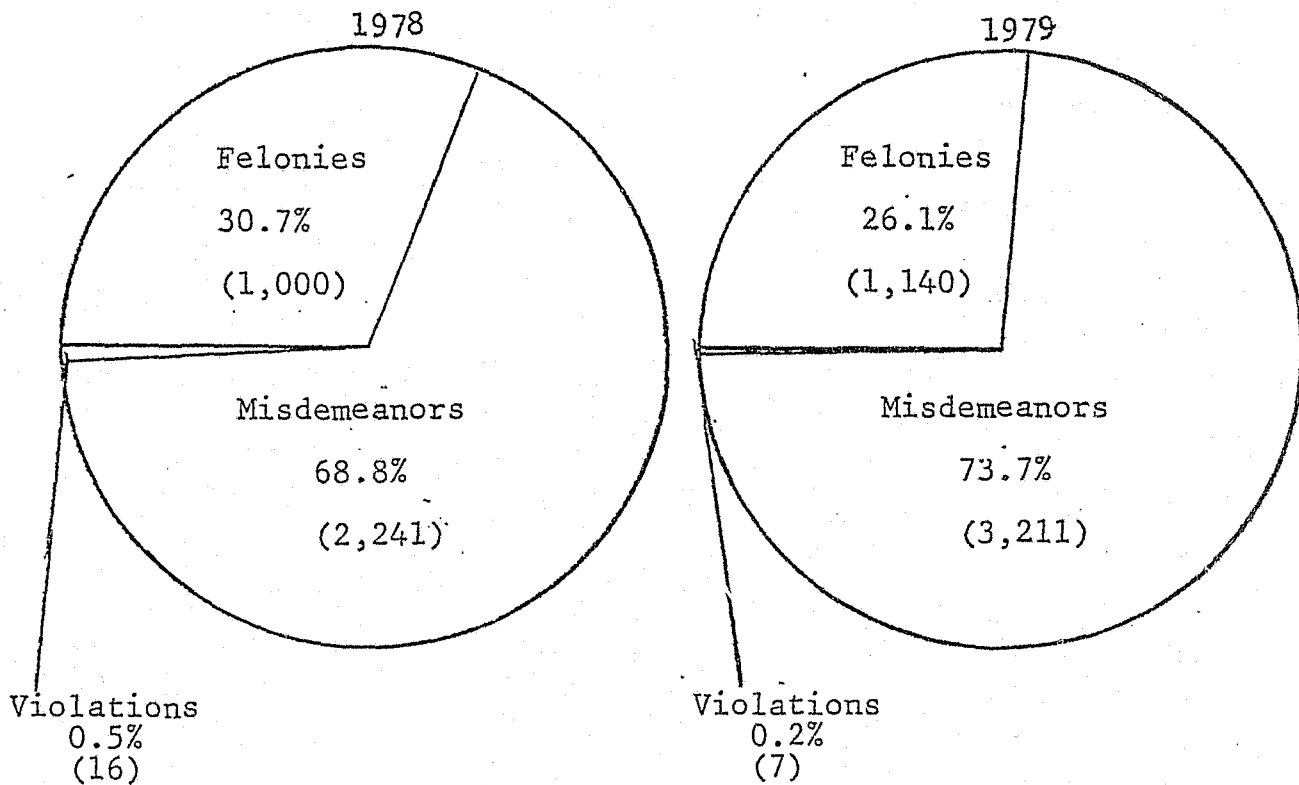 1978
Felonies
30.7%
(1,000)
Misdemeanors
68.8%
(2,241)
Violations
0.5%
(16)
1979
Felonies
26.1%
(1,140)
Misdemeanors
73.7%
(3,211)
Violations
0.2%
(7)